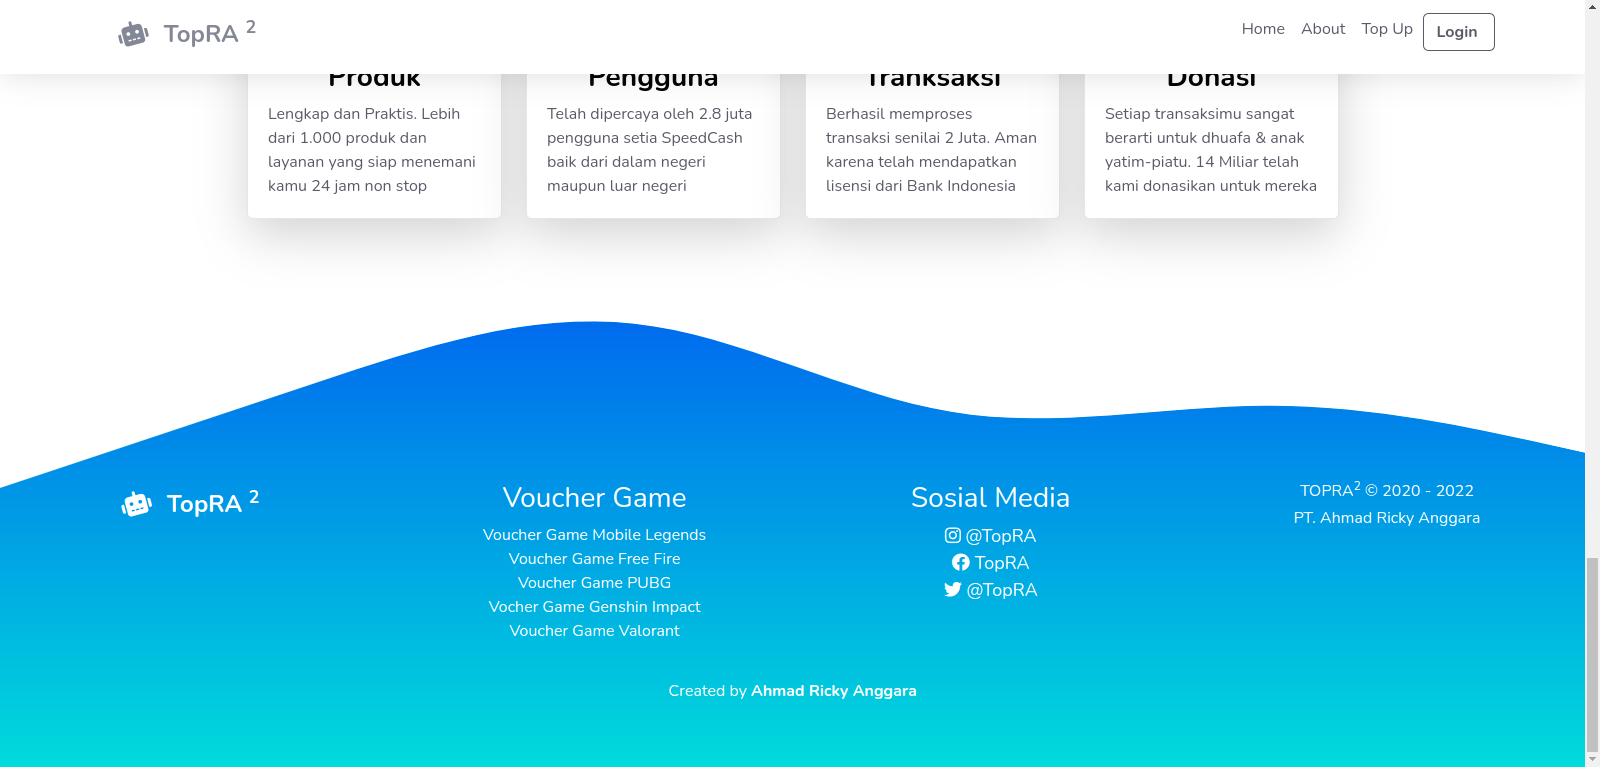 TopRA 2
Home
About
Top Up
Login
Produk
Lengkap dan Praktis. Lebih
dari 1.000 produk dan
layanan yang siap menemani
kamu 24 jam non stop
Pengguna
Telah dipercaya oleh 2.8 juta
pengguna setia SpeedCash
baik dari dalam negeri
maupun luar negeri
Tranksaksi
Berhasil memproses
transaksi senilai 2 Juta. Aman
karena telah mendapatkan
lisensi dari Bank Indonesia
Donasi
Setiap transaksimu sangat
berarti untuk dhuafa & anak
yatim-piatu. 14 Miliar telah
kami donasikan untuk mereka
TopRA 2
Voucher Game
Voucher Game Mobile Legends
Voucher Game Free Fire
Voucher Game PUBG
Vocher Game Genshin Impact
Voucher Game Valorant
Sosial Media
@TopRA
TopRA
@TopRA
TOPRA2 © 2020 - 2022
PT. Ahmad Ricky Anggara
Created by Ahmad Ricky Anggara